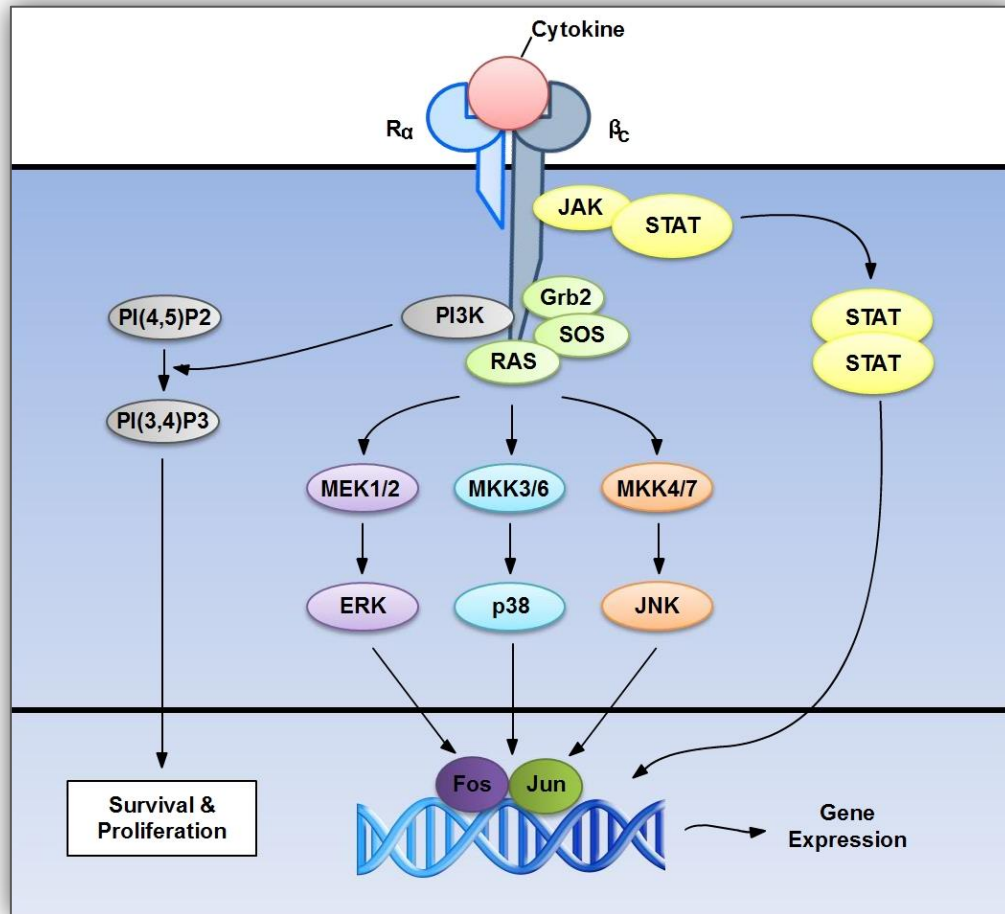 Cytokine
Rα
βc
JAK
STAT
Grb2
PI(4,5)P2
PI3K
SOS
STAT
RAS
STAT
PI(3,4)P3
MEK1/2
MKK3/6
MKK4/7
ERK
p38
JNK
Fos
Jun
Survival &
Proliferation
Gene
Expression